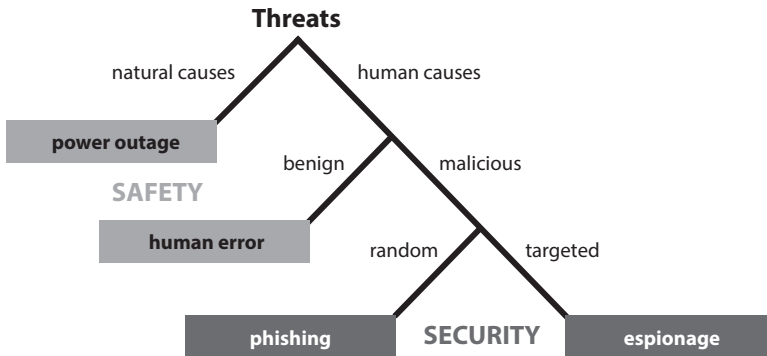 Threats
natural causes
human causes
power outage
benign
malicious
SAFETY
human error
random
targeted
phishing
SECURITY
espionage